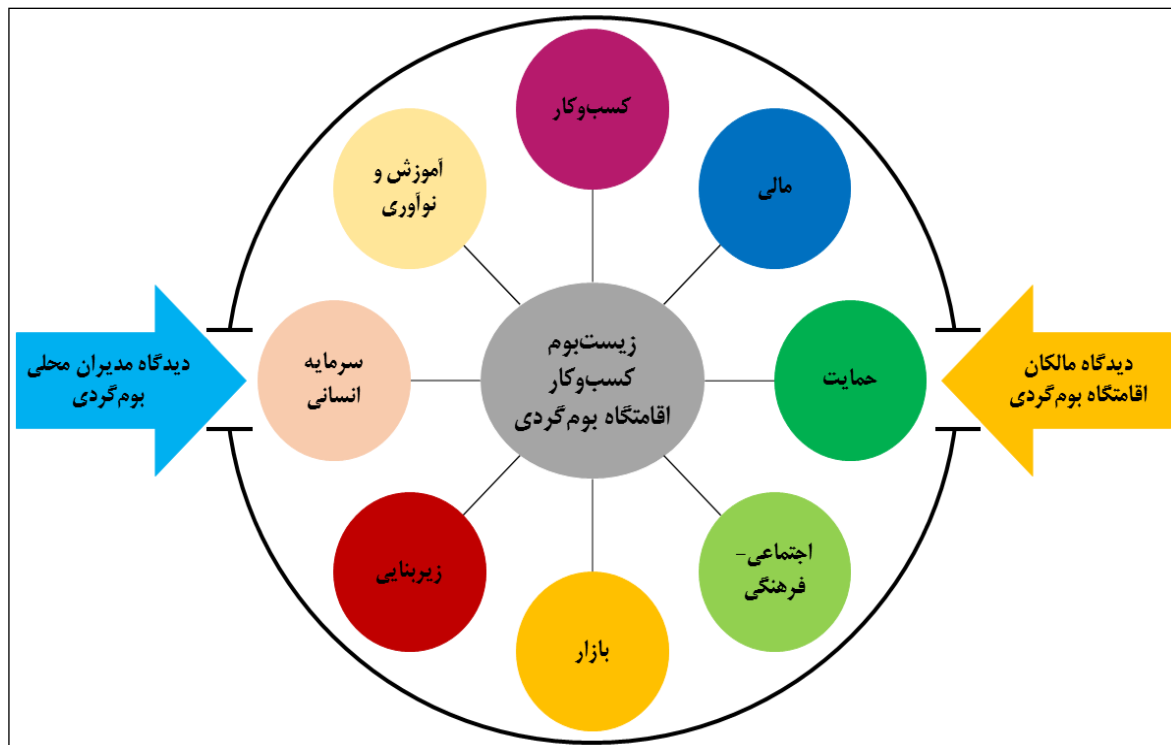 کسب‌وکار
مالی
آموزش و
نوآوری
زیست‌بوم
کسب‌وکار
اقامتگاه بوم‌گردی
دیدگاه مالکان
اقامتگاه بوم‌گردی
حمایت
سرمایه
انسانی
دیدگاه مدیران محلی
بوم‌گردی
اجتماعی-
فرهنگی
زیربنایی
بازار